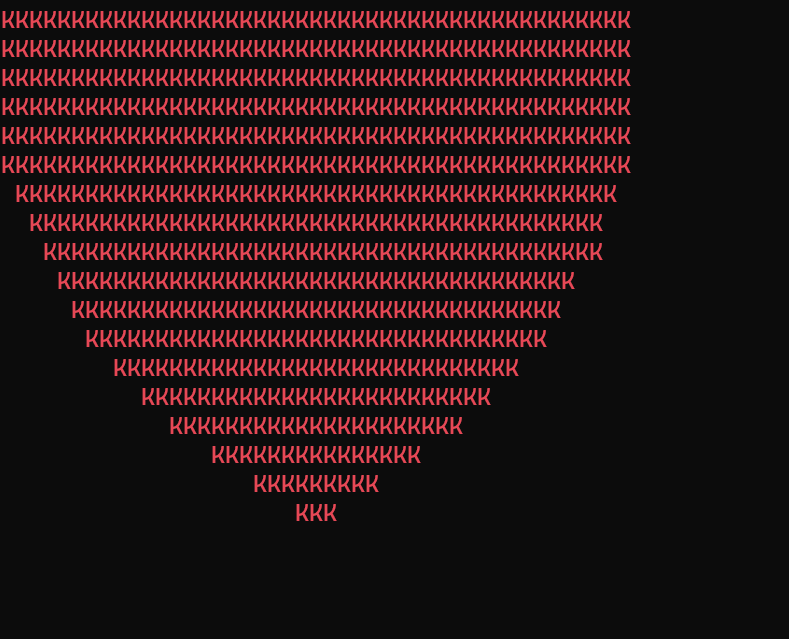 KKKKKKKKKKKKKKKKKKKKKKKKKKKKKKKKKKKKKKKKKKKKK
KKKKKKKKKKKKKKKKKKKKKKKKKKKKKKKKKKKKKKKKKKKKK
KKKKKKKKKKKKKKKKKKKKKKKKKKKKKKKKKKKKKKKKKKKKK
KKKKKKKKKKKKKKKKKKKKKKKKKKKKKKKKKKKKKKKKKKKKK
KKKKKKKKKKKKKKKKKKKKKKKKKKKKKKKKKKKKKKKKKKKKK
KKKKKKKKKKKKKKKKKKKKKKKKKKKKKKKKKKKKKKKKKKKKK
 KKKKKKKKKKKKKKKKKKKKKKKKKKKKKKKKKKKKKKKKKKK
  KKKKKKKKKKKKKKKKKKKKKKKKKKKKKKKKKKKKKKKKK
   KKKKKKKKKKKKKKKKKKKKKKKKKKKKKKKKKKKKKKKK
    KKKKKKKKKKKKKKKKKKKKKKKKKKKKKKKKKKKKK
     KKKKKKKKKKKKKKKKKKKKKKKKKKKKKKKKKKK
      KKKKKKKKKKKKKKKKKKKKKKKKKKKKKKKKK
        KKKKKKKKKKKKKKKKKKKKKKKKKKKKK
          KKKKKKKKKKKKKKKKKKKKKKKKK
            KKKKKKKKKKKKKKKKKKKKK
               KKKKKKKKKKKKKKK
                  KKKKKKKKK
                     KKK